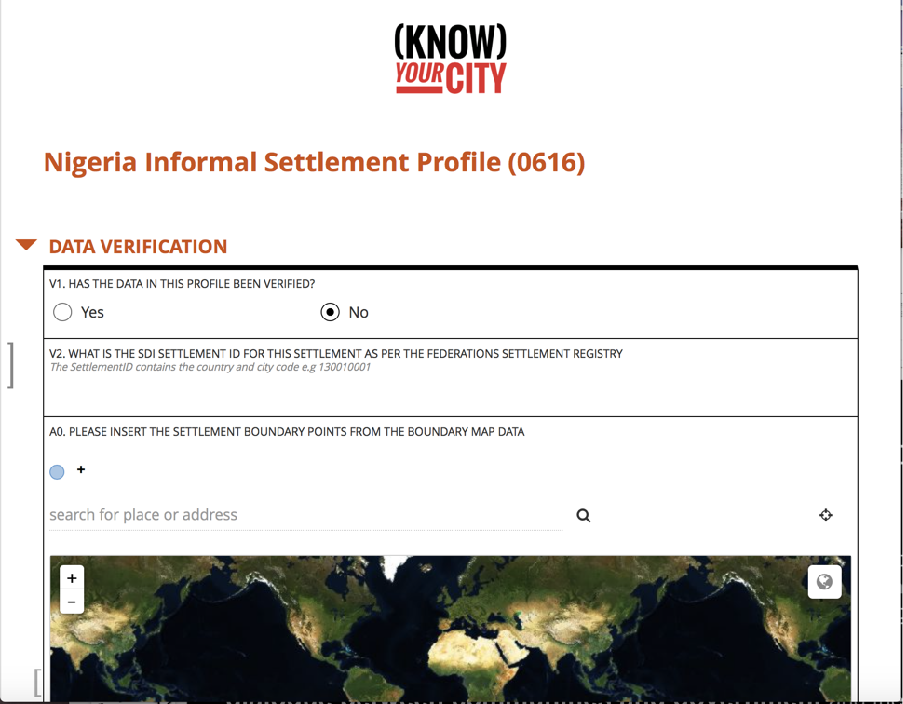 (KNOW)
YOUR CITY
Nigeria Informal Settlement Profile (0616)
DATA VERIFICATION
V1. HAS THE DATA IN THIS PROFILE BEEN VERIFIED?
Yes
No
V2. WHAT IS THE SDI SETTLEMENT ID FOR THIS SETTLEMENT AS PER THE FEDERATIONS SETTLEMENT REGISTRY
The SettlementID contains the country and city code e.g 130010001
A0. PLEASE INSERT THE SETTLEMENT BOUNDARY POINTS FROM THE BOUNDARY MAP DATA
+
search for place or address
+
−